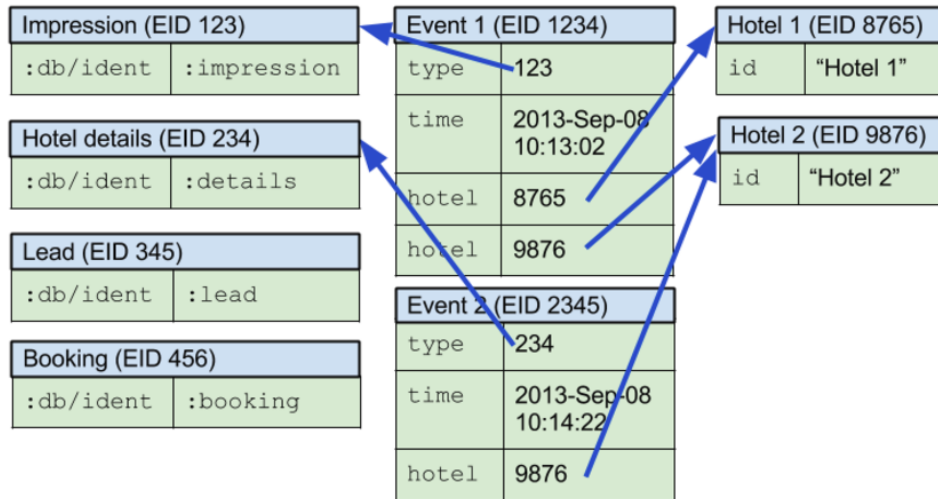 Impression (EID 123)
:db/ident :impression
Hotel details (EID 234)
:db/ident :details
Lead (EID 345)
:db/ident :lead
Booking (EID 456)
:db/ident :booking
Event 1 (EID 1234)
type 123
time 2013-Sep-08
10:13:02
hotel 8765
hotel 9876
Event 2 (EID 2345)
type 234
time 2013-Sep-08
10:14:22
hotel 9876
Hotel 1 (EID 8765)
id “Hotel 1”
Hotel 2 (EID 9876)
id “Hotel 2”